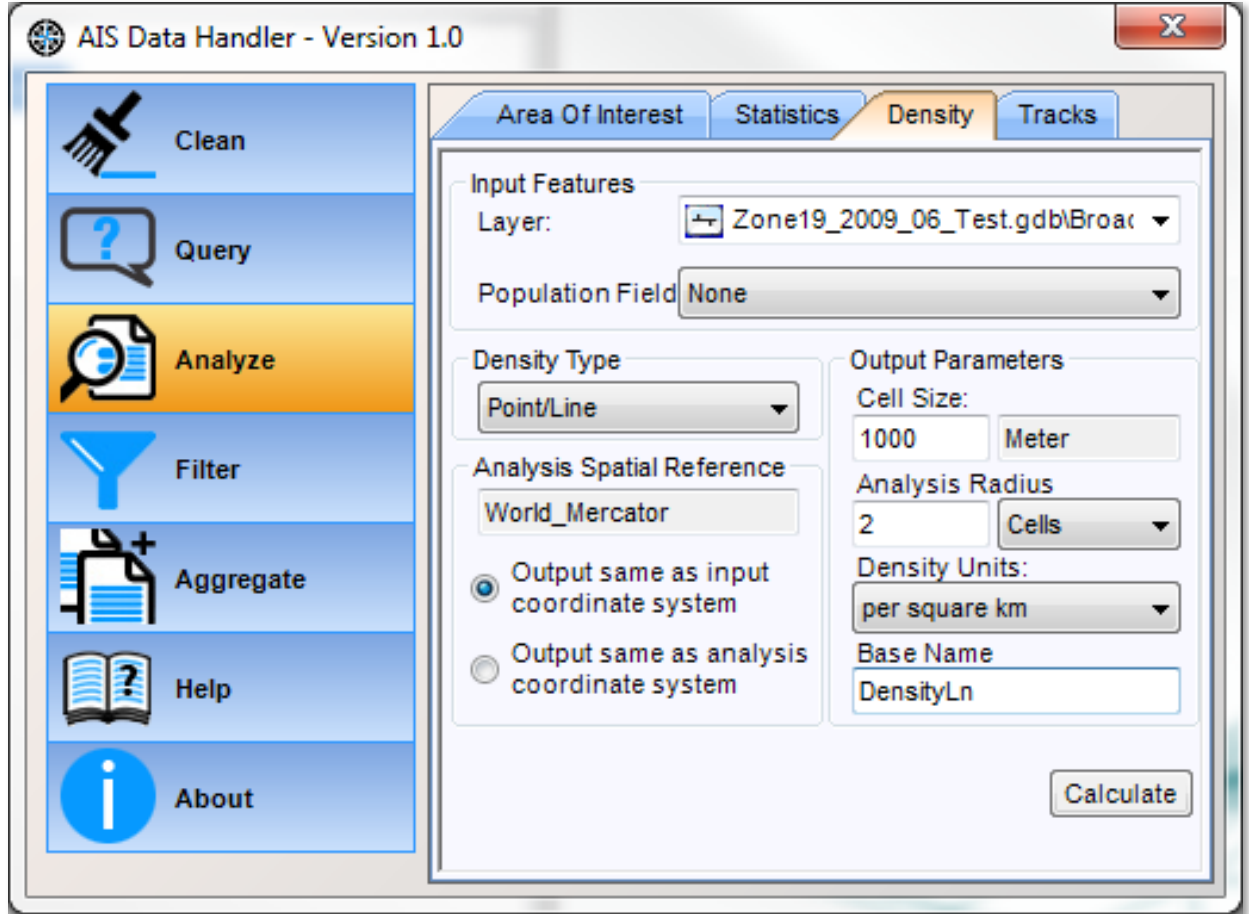 AIS Data Handler - Version 1.0
Clean
Query
Analyze
Filter
Aggregate
Help
About
Area Of Interest
Statistics
Density
Tracks
Input Features
Layer:
Zone19_2009_06_Test.gdb\Broac
Population Field
None
Density Type
Point/Line
Analysis Spatial Reference
World_Mercator
Output same as input
coordinate system
Output same as analysis
coordinate system
Output Parameters
Cell Size:
1000
Meter
Analysis Radius
2
Cells
Density Units:
per square km
Base Name
DensityLn
Calculate